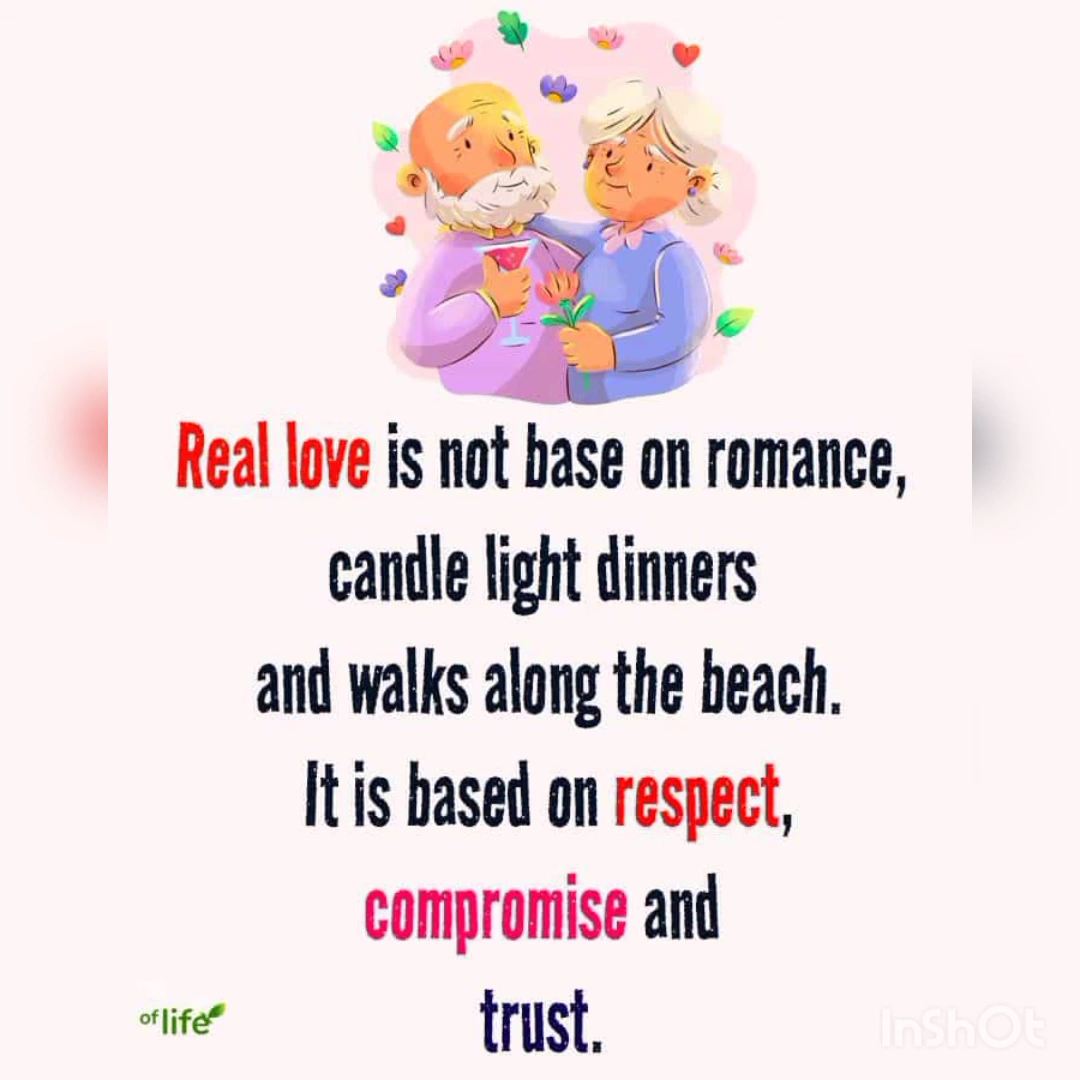 Real love is not base on romance,
candle light dinners
and walks along the beach.
It is based on respect,
compromise and
trust.
of life
InShOt